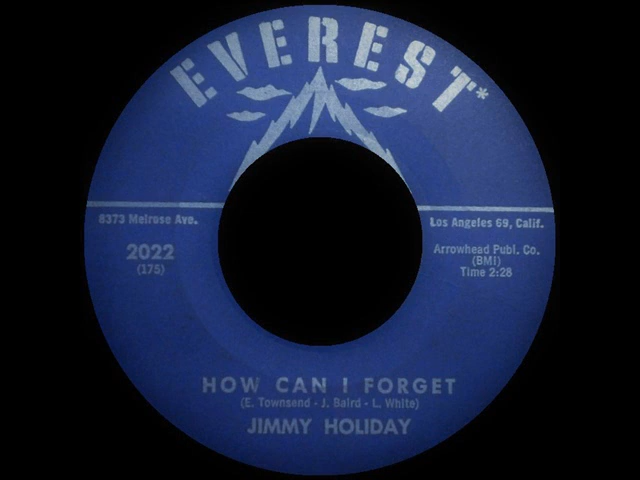 EVEREST*
8373 Melrose Ave.
Los Angeles 69, Calif.
2022
(175)
Arrowhead Publ. Co.
(BMI)
Time 2:28
HOW CAN I FORGET
(E. Townsend - J. Baird - L. White)
JIMMY HOLIDAY